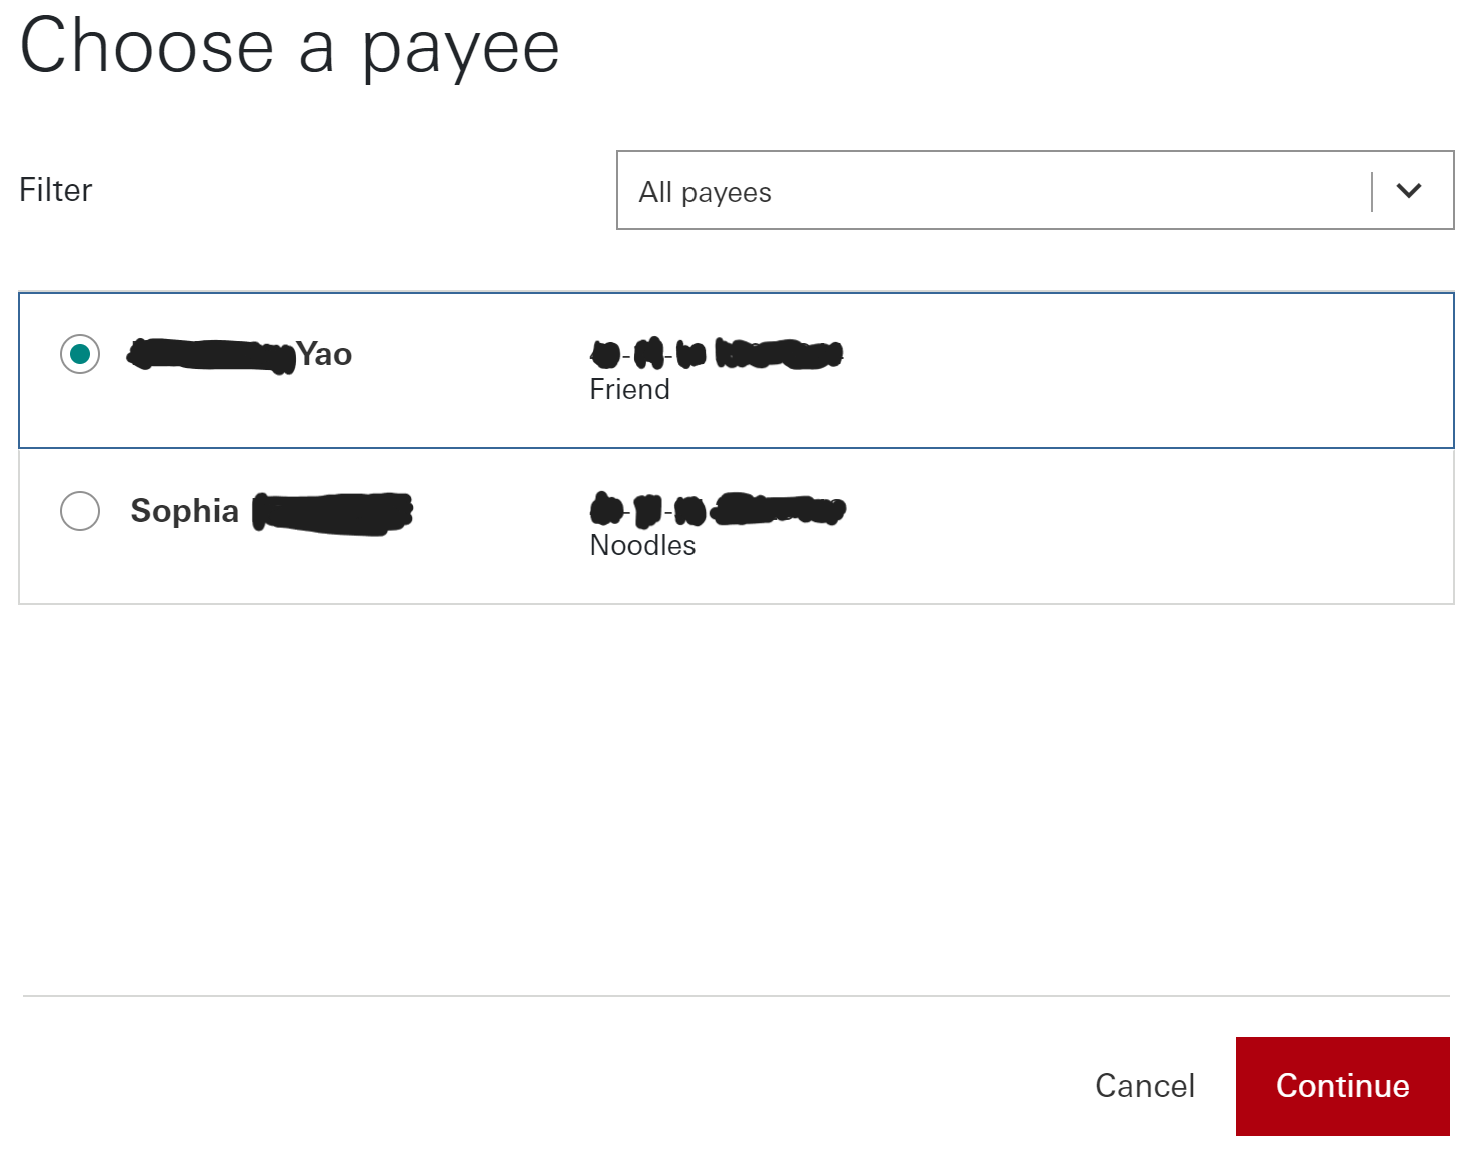 Choose a payee
Filter
All payees
Yao
- -
Friend
Sophia
- -
Noodles
Cancel
Continue